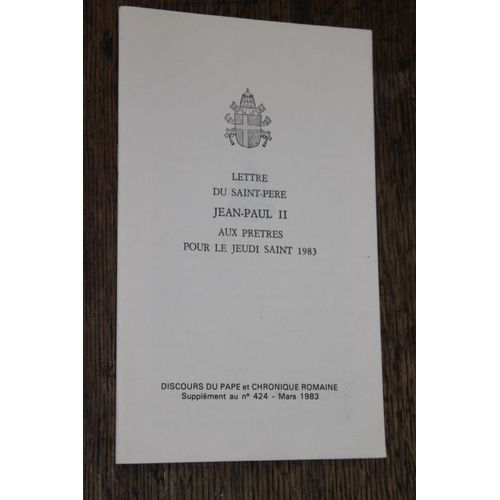 LETTRE
DU SAINT-PERE
JEAN-PAUL II
AUX PRETRES
POUR LE JEUDI SAINT 1983
DISCOURS DU PAPE et CHRONIQUE ROMAINE
Supplément au nº 424 - Mars 1983